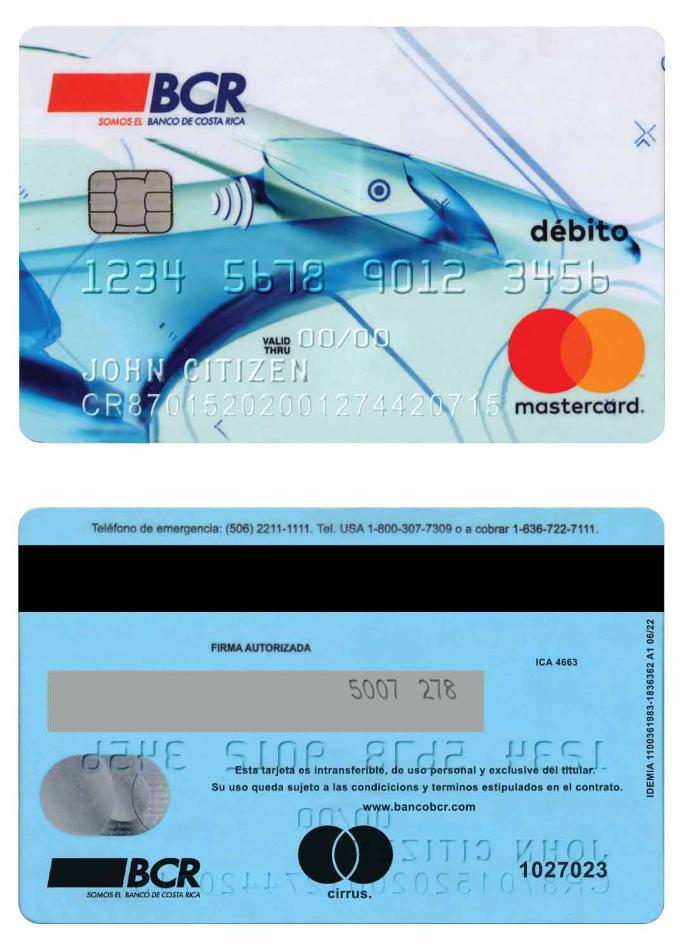 BCR
SOMOS EL BANCO DE COSTA RICA
débito
1234 5678 9012 3456
VALID THRU 00/00
JOHN CITIZEN
CR87015202001274420715
mastercard.
Teléfono de emergencia: (506) 2211-1111. Tel. USA 1-800-307-7309 o a cobrar 1-636-722-7111.
FIRMA AUTORIZADA
ICA 4663
5007 278
IDEMIA 1100361983-1836362 A1 06/22
Esta tarjeta es intransferible, de uso personal y exclusive del titular.
Su uso queda sujeto a las condicicions y terminos estipulados en el contrato.
www.bancobcr.com
BCR
SOMOS EL BANCO DE COSTA RICA
cirrus.
1027023